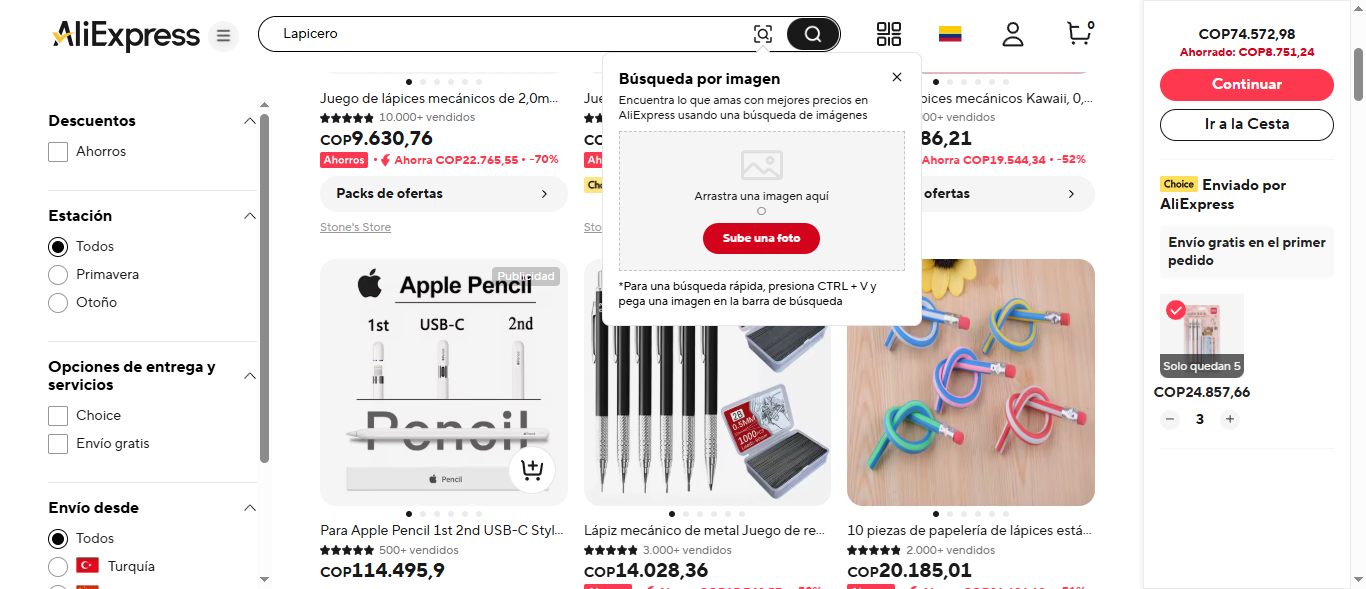 AliExpress
Lapicero
0
Búsqueda por imagen
Encuentra lo que amas con mejores precios en
AliExpress usando una búsqueda de imágenes
Arrastra una imagen aquí
O
Sube una foto
*Para una búsqueda rápida, presiona CTRL + V y
pega una imagen en la barra de búsqueda
Descuentos
Ahorros
Estación
Todos
Primavera
Otoño
Opciones de entrega y
servicios
Choice
Envío gratis
Envío desde
Todos
Turquía
Juego de lápices mecánicos de 2,0m...
10.000+ vendidos
COP9.630,76
Ahorros
Ahorra COP22.765,55 • -70%
Packs de ofertas
Stone's Store
mecánicos Kawaii, 0,...
vendidos
86,21
Ahorra COP19.544,34 • -52%
ofertas
Publicidad
Apple Pencil
1st USB-C 2nd
Pencil
Pencil
Para Apple Pencil 1st 2nd USB-C Styl...
500+ vendidos
COP114.495,9
2B
0.5MM
1000PCS
Lápiz mecánico de metal Juego de re...
3.000+ vendidos
COP14.028,36
10 piezas de papelería de lápices está...
2.000+ vendidos
COP20.185,01
COP74.572,98
Ahorrado: COP8.751,24
Continuar
Ir a la Cesta
Choice Enviado por
AliExpress
Envío gratis en el primer
pedido
Solo quedan 5
COP24.857,66
− 3 +